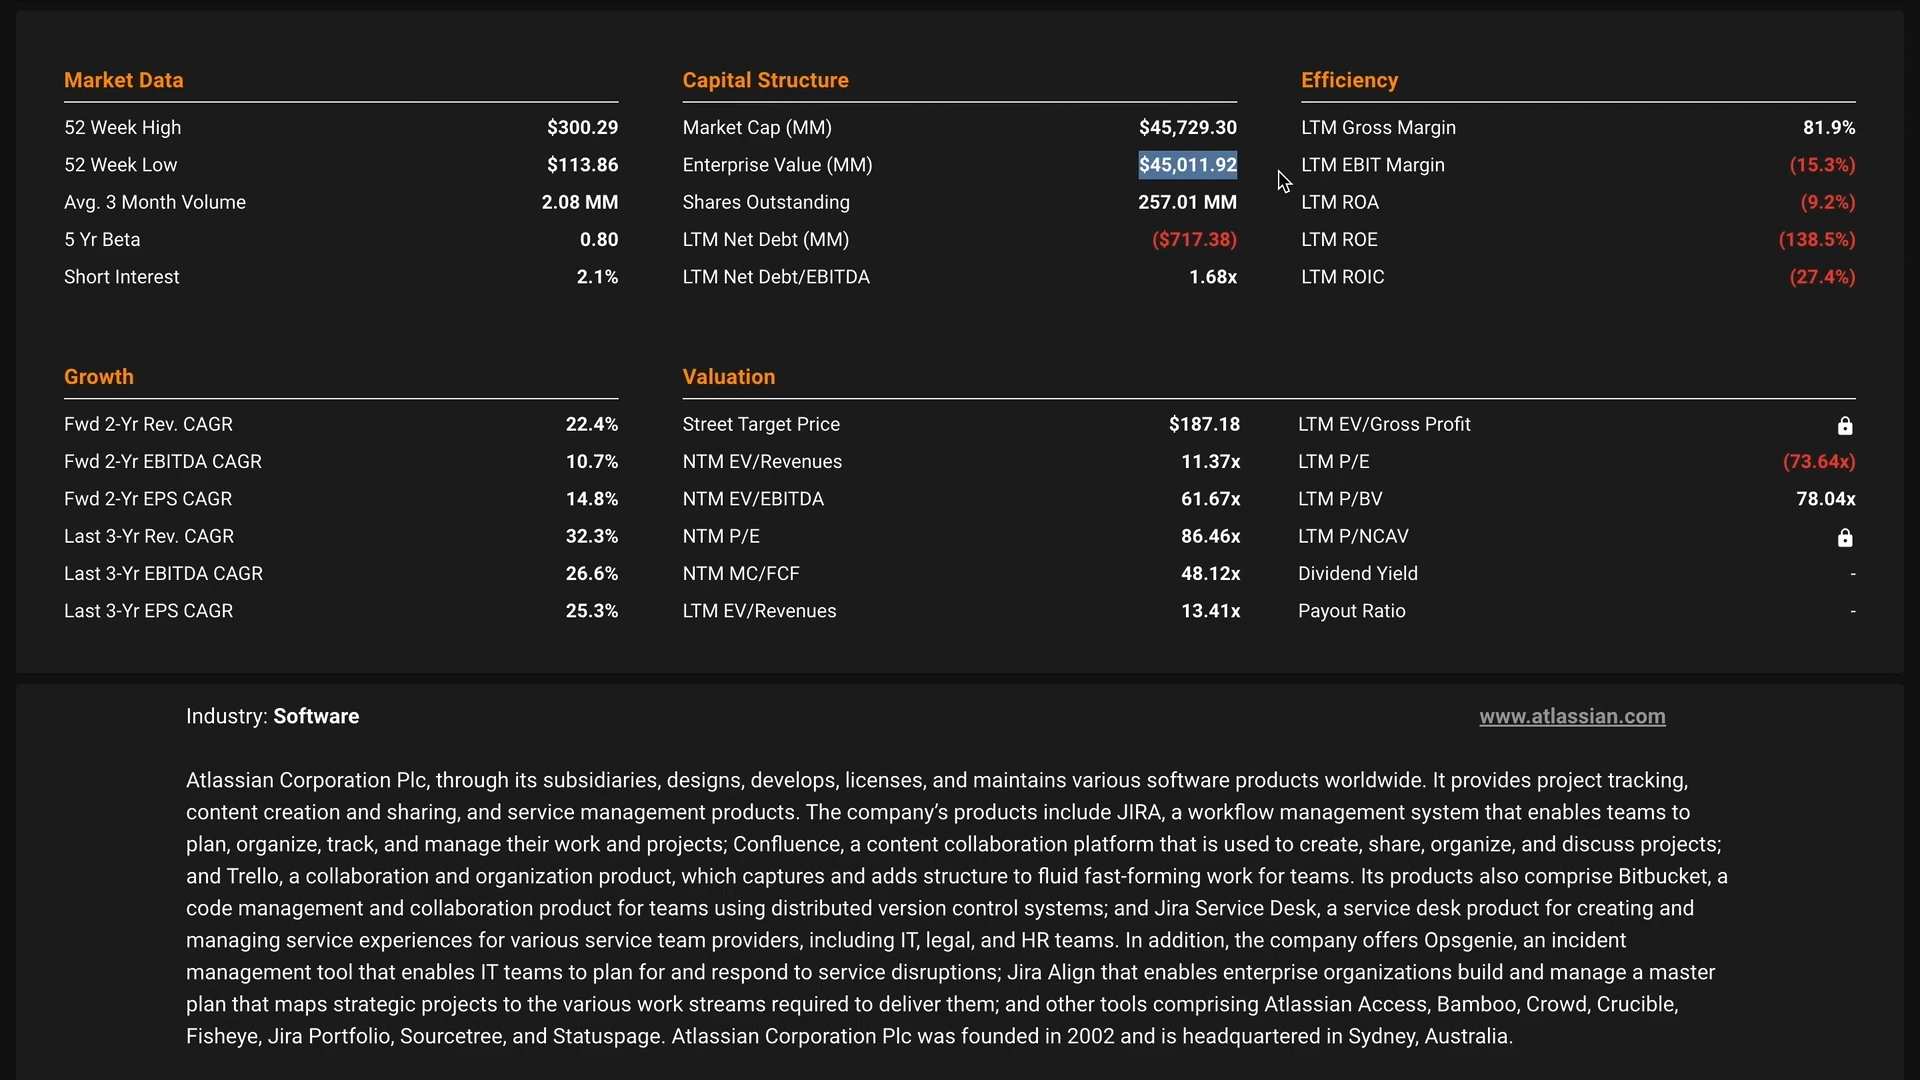 Market Data
52 Week High $300.29
52 Week Low $113.86
Avg. 3 Month Volume 2.08 MM
5 Yr Beta 0.80
Short Interest 2.1%
Capital Structure
Market Cap (MM) $45,729.30
Enterprise Value (MM) $45,011.92
Shares Outstanding 257.01 MM
LTM Net Debt (MM) ($717.38)
LTM Net Debt/EBITDA 1.68x
Efficiency
LTM Gross Margin 81.9%
LTM EBIT Margin (15.3%)
LTM ROA (9.2%)
LTM ROE (138.5%)
LTM ROIC (27.4%)
Growth
Fwd 2-Yr Rev. CAGR 22.4%
Fwd 2-Yr EBITDA CAGR 10.7%
Fwd 2-Yr EPS CAGR 14.8%
Last 3-Yr Rev. CAGR 32.3%
Last 3-Yr EBITDA CAGR 26.6%
Last 3-Yr EPS CAGR 25.3%
Valuation
Street Target Price $187.18
NTM EV/Revenues 11.37x
NTM EV/EBITDA 61.67x
NTM P/E 86.46x
NTM MC/FCF 48.12x
LTM EV/Revenues 13.41x
LTM EV/Gross Profit
LTM P/E (73.64x)
LTM P/BV 78.04x
LTM P/NCAV
Dividend Yield -
Payout Ratio -
Industry: Software
www.atlassian.com
Atlassian Corporation Plc, through its subsidiaries, designs, develops, licenses, and maintains various software products worldwide. It provides project tracking,
content creation and sharing, and service management products. The company’s products include JIRA, a workflow management system that enables teams to
plan, organize, track, and manage their work and projects; Confluence, a content collaboration platform that is used to create, share, organize, and discuss projects;
and Trello, a collaboration and organization product, which captures and adds structure to fluid fast-forming work for teams. Its products also comprise Bitbucket, a
code management and collaboration product for teams using distributed version control systems; and Jira Service Desk, a service desk product for creating and
managing service experiences for various service team providers, including IT, legal, and HR teams. In addition, the company offers Opsgenie, an incident
management tool that enables IT teams to plan for and respond to service disruptions; Jira Align that enables enterprise organizations build and manage a master
plan that maps strategic projects to the various work streams required to deliver them; and other tools comprising Atlassian Access, Bamboo, Crowd, Crucible,
Fisheye, Jira Portfolio, Sourcetree, and Statuspage. Atlassian Corporation Plc was founded in 2002 and is headquartered in Sydney, Australia.